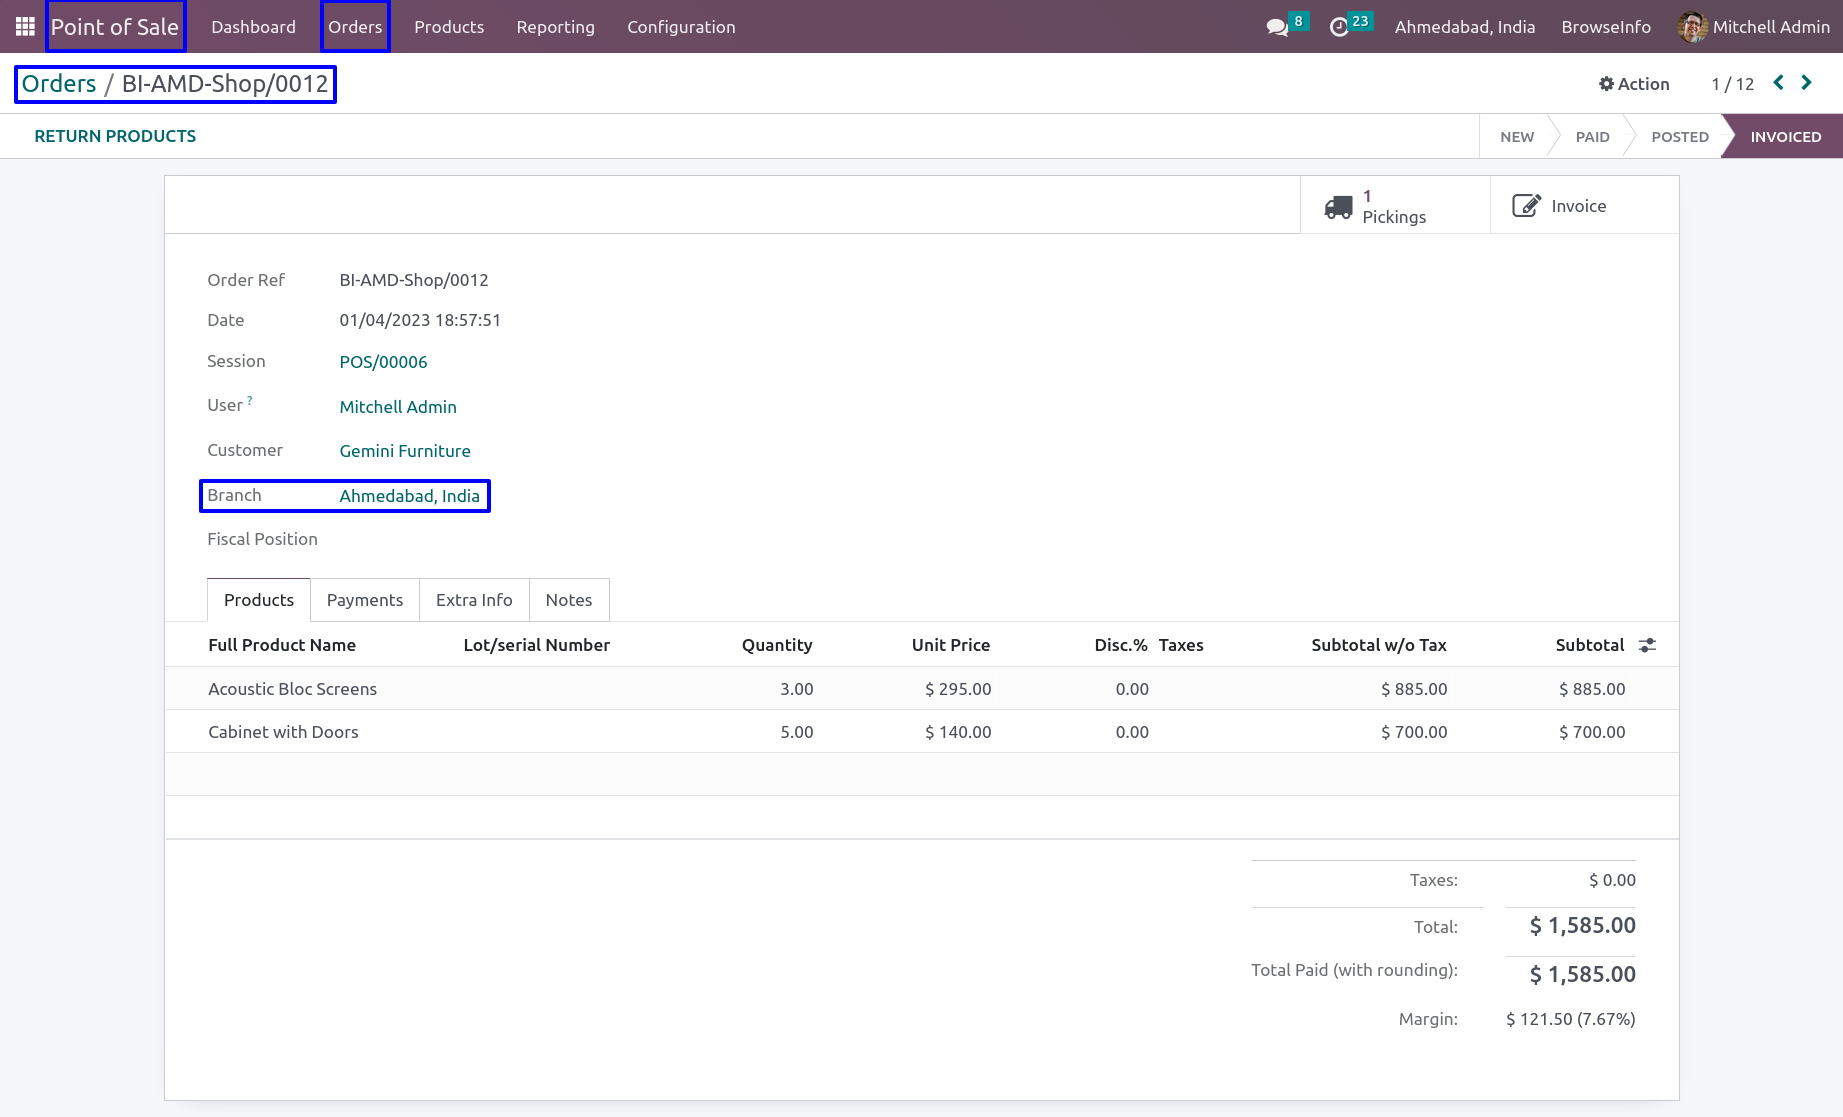 Point of Sale Dashboard Orders Products Reporting Configuration 8 23 Ahmedabad, India BrowseInfo Mitchell Admin
Orders / BI-AMD-Shop/0012 Action 1 / 12
RETURN PRODUCTS NEW PAID POSTED INVOICED
1 Pickings Invoice
Order Ref BI-AMD-Shop/0012
Date 01/04/2023 18:57:51
Session POS/00006
User ? Mitchell Admin
Customer Gemini Furniture
Branch Ahmedabad, India
Fiscal Position
Products Payments Extra Info Notes
Full Product Name Lot/serial Number Quantity Unit Price Disc.% Taxes Subtotal w/o Tax Subtotal
Acoustic Bloc Screens 3.00 $ 295.00 0.00 $ 885.00 $ 885.00
Cabinet with Doors 5.00 $ 140.00 0.00 $ 700.00 $ 700.00
Taxes: $ 0.00
Total: $ 1,585.00
Total Paid (with rounding): $ 1,585.00
Margin: $ 121.50 (7.67%)